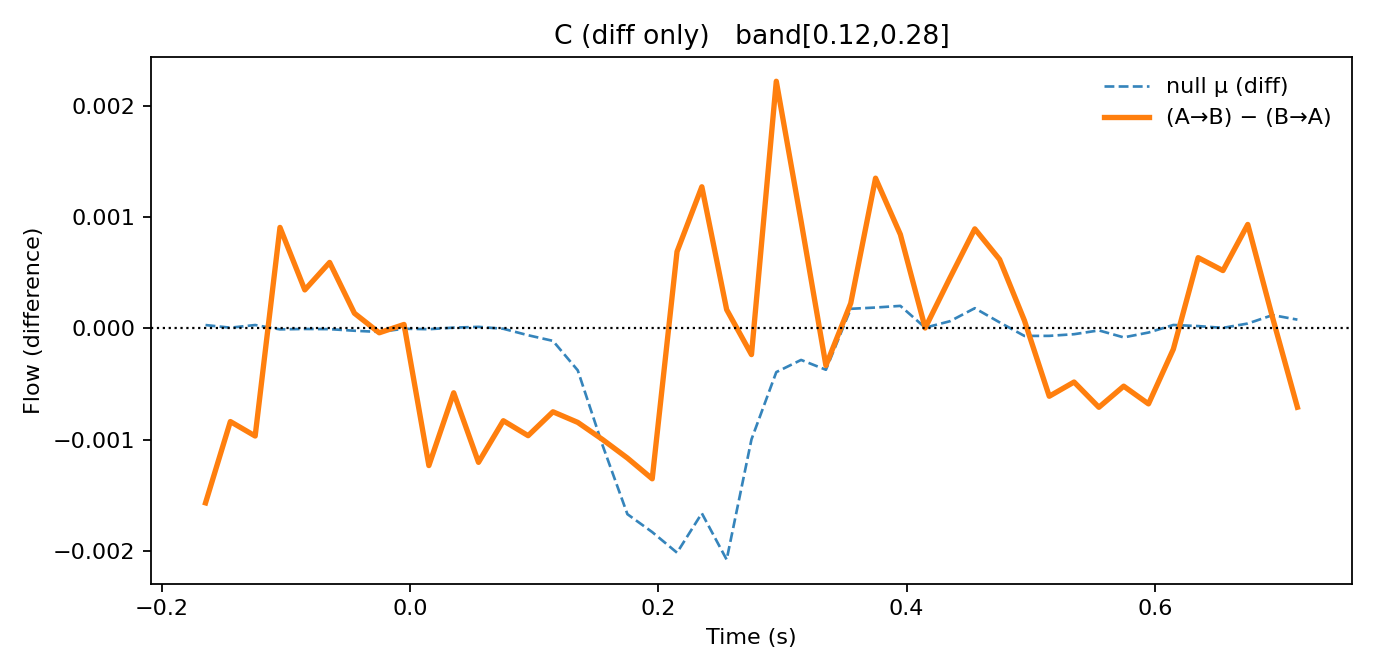 C (diff only)   band[0.12,0.28]
null μ (diff)
(A→B) − (B→A)
Flow (difference)
0.002
0.001
0.000
−0.001
−0.002
−0.2
0.0
0.2
0.4
0.6
Time (s)